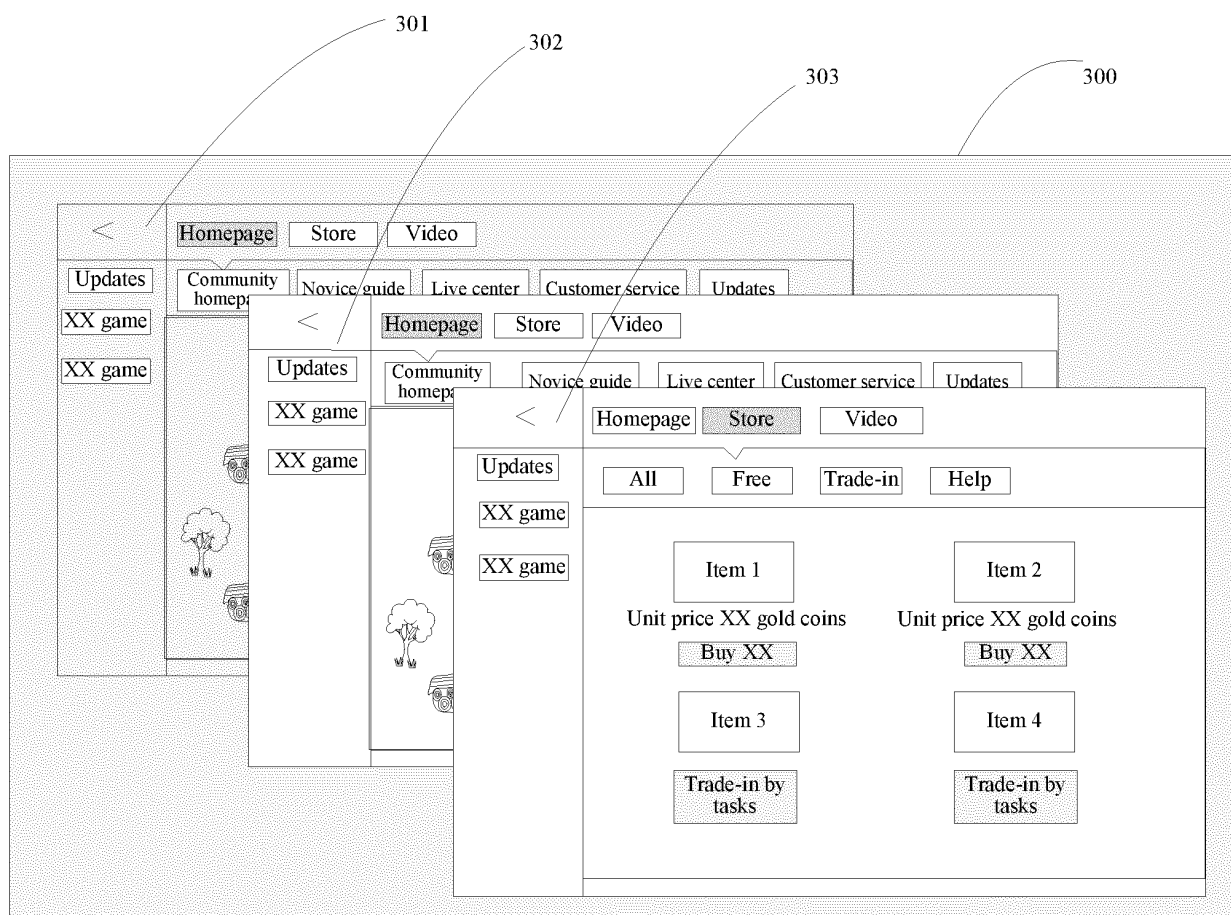 301
302
303
300
<
Homepage Store Video
Updates
XX game
XX game
Community
homepa
Novice guide Live center Customer service Updates
<
Homepage Store Video
Updates
XX game
XX game
Community
homepa
Novice guide Live center Customer service Updates
<
Homepage Store Video
Updates
XX game
XX game
All Free Trade-in Help
Item 1 Item 2
Unit price XX gold coins Unit price XX gold coins
Buy XX Buy XX
Item 3 Item 4
Trade-in by Trade-in by
tasks tasks